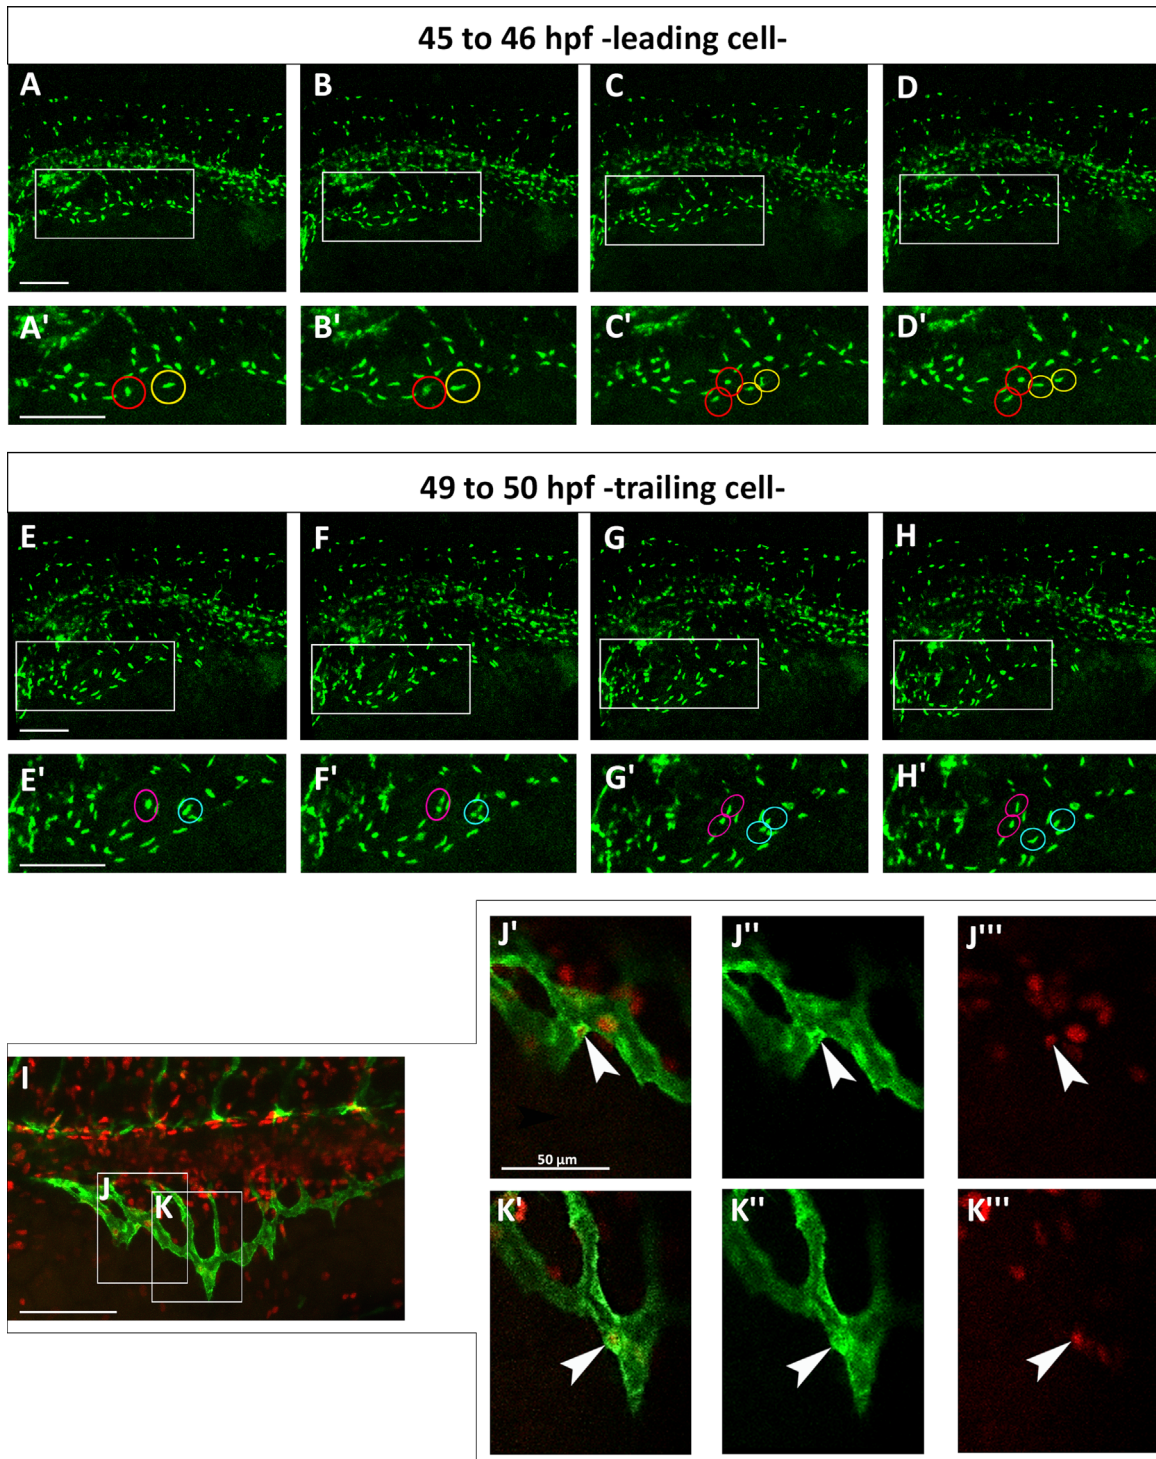 45 to 46 hpf -leading cell-
A
B
C
D
A'
B'
C'
D'
49 to 50 hpf -trailing cell-
E
F
G
H
E'
F'
G'
H'
J'
J''
J'''
50 µm
I
J
K
K'
K''
K'''